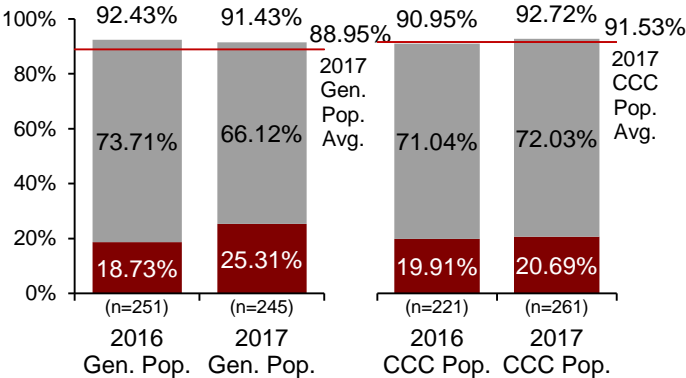 92.43%
91.43%
88.95%
90.95%
92.72%
91.53%
100%
80%
60%
40%
20%
0%
2017
Gen.
Pop.
Avg.
2017
CCC
Pop.
Avg.
73.71%
66.12%
71.04%
72.03%
18.73%
25.31%
19.91%
20.69%
(n=251)
(n=245)
(n=221)
(n=261)
2016
Gen. Pop.
2017
Gen. Pop.
2016
CCC Pop.
2017
CCC Pop.